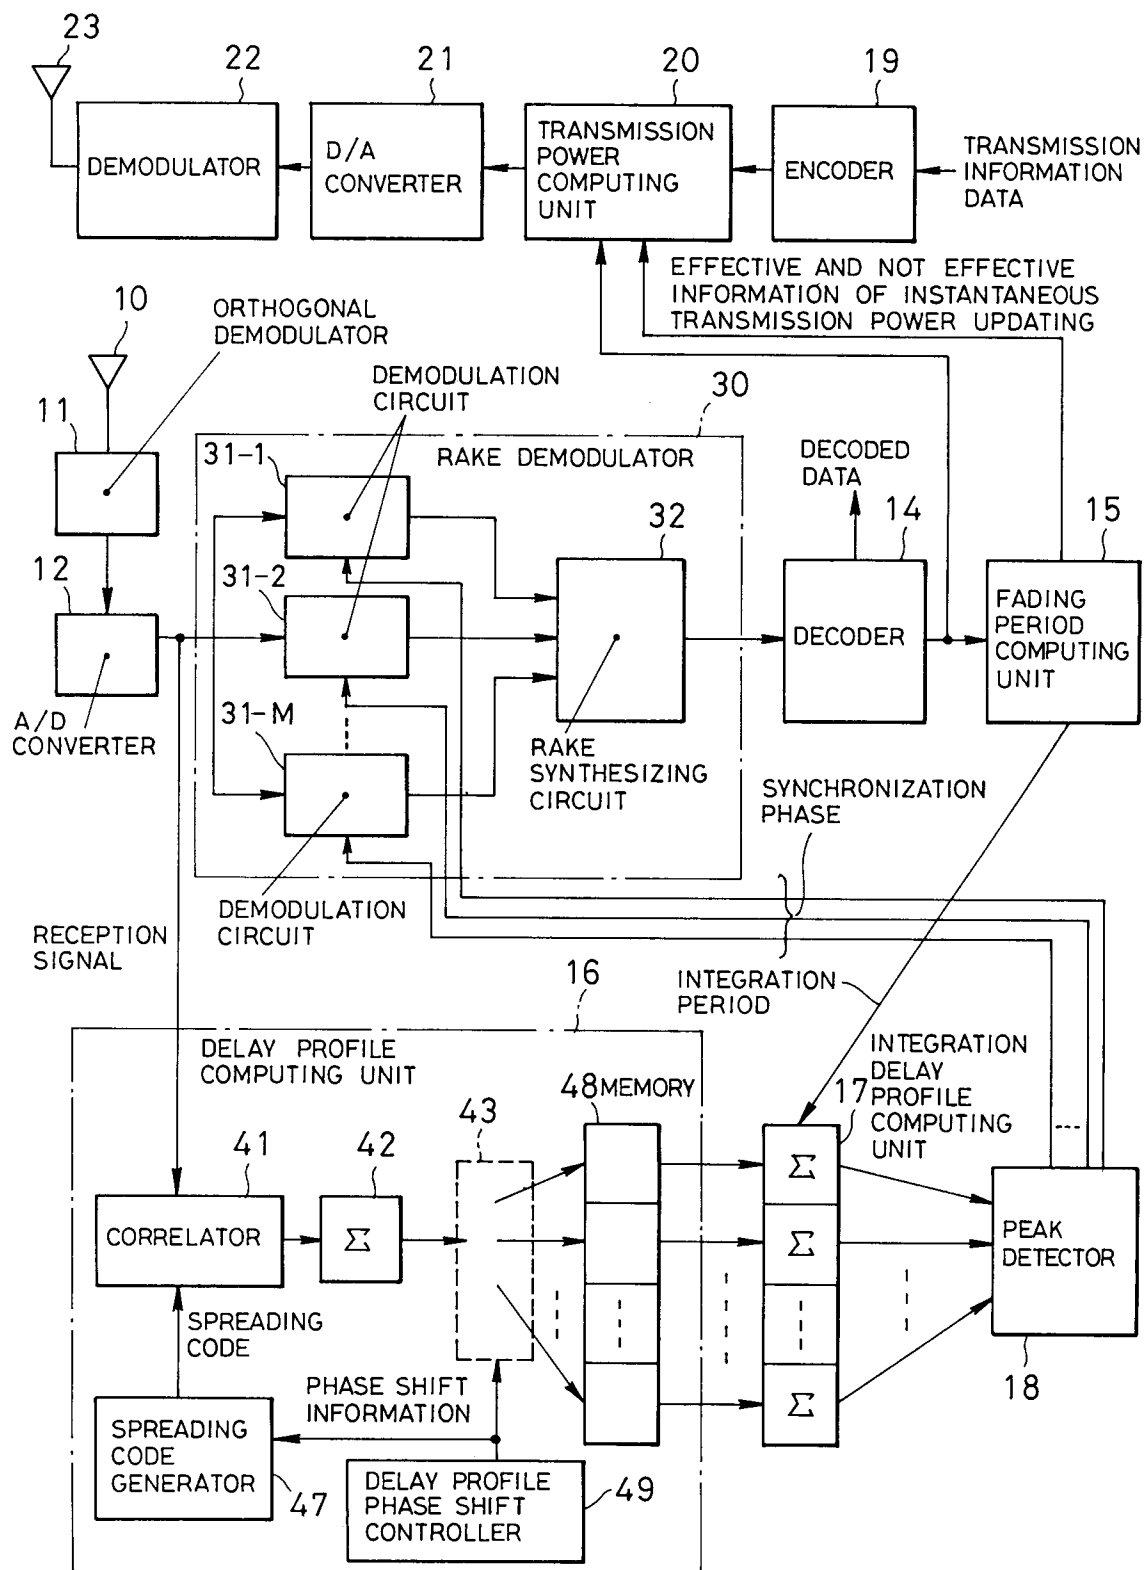 23
22
21
20
19
DEMODULATOR
D/A
CONVERTER
TRANSMISSION
POWER
COMPUTING
UNIT
ENCODER
TRANSMISSION
INFORMATION
DATA
EFFECTIVE AND NOT EFFECTIVE
INFORMATION OF INSTANTANEOUS
TRANSMISSION POWER UPDATING
10
ORTHOGONAL
DEMODULATOR
DEMODULATION
CIRCUIT
30
11
31-1
RAKE DEMODULATOR
DECODED
DATA
14
15
32
12
31-2
DECODER
FADING
PERIOD
COMPUTING
UNIT
31-M
A/D
CONVERTER
RAKE
SYNTHESIZING
CIRCUIT
SYNCHRONIZATION
PHASE
DEMODULATION
CIRCUIT
RECEPTION
SIGNAL
INTEGRATION
PERIOD
16
DELAY PROFILE
COMPUTING UNIT
INTEGRATION
DELAY
PROFILE
COMPUTING
UNIT
17
48 MEMORY
43
41
42
CORRELATOR
Σ
Σ
Σ
Σ
PEAK
DETECTOR
18
SPREADING
CODE
PHASE SHIFT
INFORMATION
SPREADING
CODE
GENERATOR
47
DELAY PROFILE
PHASE SHIFT
CONTROLLER
49